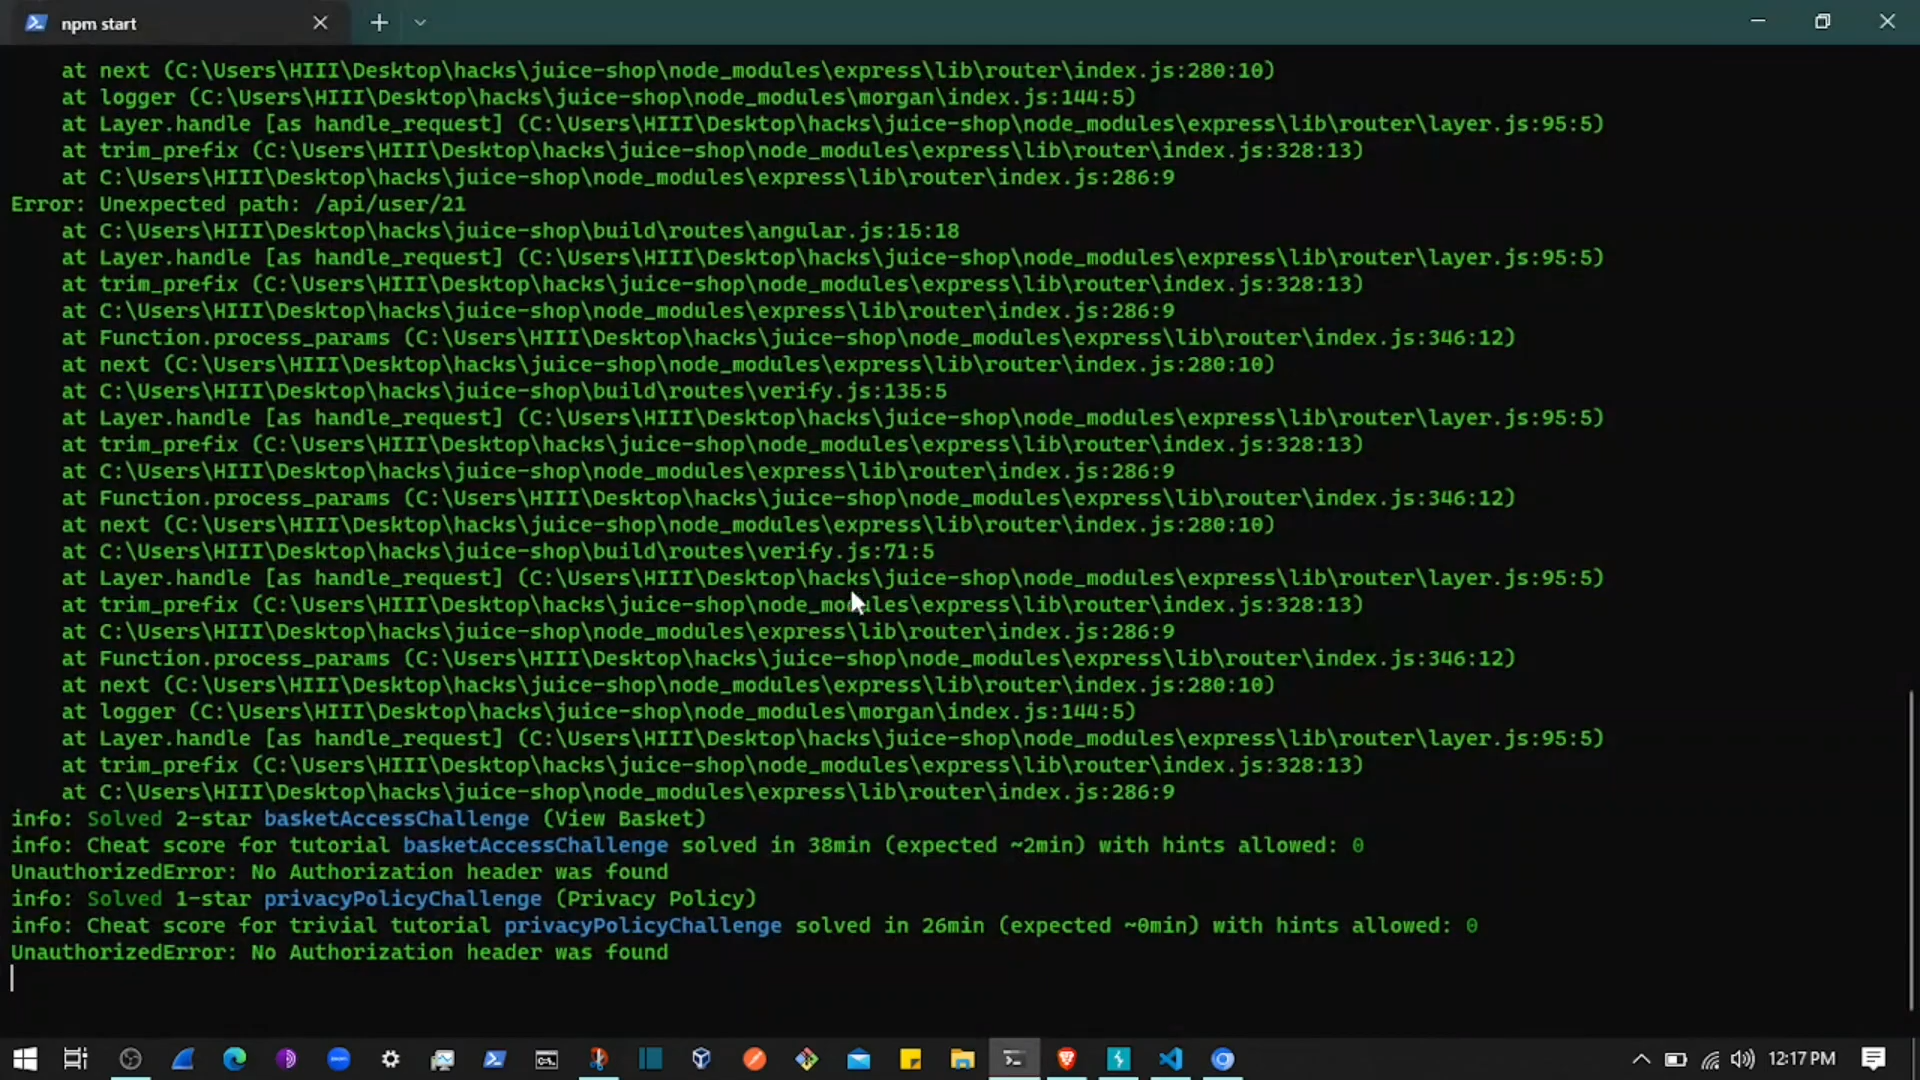 npm start
at next (C:\Users\HIII\Desktop\hacks\juice-shop\node_modules\express\lib\router\index.js:280:10)
at logger (C:\Users\HIII\Desktop\hacks\juice-shop\node_modules\morgan\index.js:144:5)
at Layer.handle [as handle_request] (C:\Users\HIII\Desktop\hacks\juice-shop\node_modules\express\lib\router\layer.js:95:5)
at trim_prefix (C:\Users\HIII\Desktop\hacks\juice-shop\node_modules\express\lib\router\index.js:328:13)
at C:\Users\HIII\Desktop\hacks\juice-shop\node_modules\express\lib\router\index.js:286:9
Error: Unexpected path: /api/user/21
at C:\Users\HIII\Desktop\hacks\juice-shop\build\routes\angular.js:15:18
at Layer.handle [as handle_request] (C:\Users\HIII\Desktop\hacks\juice-shop\node_modules\express\lib\router\layer.js:95:5)
at trim_prefix (C:\Users\HIII\Desktop\hacks\juice-shop\node_modules\express\lib\router\index.js:328:13)
at C:\Users\HIII\Desktop\hacks\juice-shop\node_modules\express\lib\router\index.js:286:9
at Function.process_params (C:\Users\HIII\Desktop\hacks\juice-shop\node_modules\express\lib\router\index.js:346:12)
at next (C:\Users\HIII\Desktop\hacks\juice-shop\node_modules\express\lib\router\index.js:280:10)
at C:\Users\HIII\Desktop\hacks\juice-shop\build\routes\verify.js:135:5
at Layer.handle [as handle_request] (C:\Users\HIII\Desktop\hacks\juice-shop\node_modules\express\lib\router\layer.js:95:5)
at trim_prefix (C:\Users\HIII\Desktop\hacks\juice-shop\node_modules\express\lib\router\index.js:328:13)
at C:\Users\HIII\Desktop\hacks\juice-shop\node_modules\express\lib\router\index.js:286:9
at Function.process_params (C:\Users\HIII\Desktop\hacks\juice-shop\node_modules\express\lib\router\index.js:346:12)
at next (C:\Users\HIII\Desktop\hacks\juice-shop\node_modules\express\lib\router\index.js:280:10)
at C:\Users\HIII\Desktop\hacks\juice-shop\build\routes\verify.js:71:5
at Layer.handle [as handle_request] (C:\Users\HIII\Desktop\hacks\juice-shop\node_modules\express\lib\router\layer.js:95:5)
at trim_prefix (C:\Users\HIII\Desktop\hacks\juice-shop\node_modules\express\lib\router\index.js:328:13)
at C:\Users\HIII\Desktop\hacks\juice-shop\node_modules\express\lib\router\index.js:286:9
at Function.process_params (C:\Users\HIII\Desktop\hacks\juice-shop\node_modules\express\lib\router\index.js:346:12)
at next (C:\Users\HIII\Desktop\hacks\juice-shop\node_modules\express\lib\router\index.js:280:10)
at logger (C:\Users\HIII\Desktop\hacks\juice-shop\node_modules\morgan\index.js:144:5)
at Layer.handle [as handle_request] (C:\Users\HIII\Desktop\hacks\juice-shop\node_modules\express\lib\router\layer.js:95:5)
at trim_prefix (C:\Users\HIII\Desktop\hacks\juice-shop\node_modules\express\lib\router\index.js:328:13)
at C:\Users\HIII\Desktop\hacks\juice-shop\node_modules\express\lib\router\index.js:286:9
info: Solved 2-star basketAccessChallenge (View Basket)
info: Cheat score for tutorial basketAccessChallenge solved in 38min (expected ~2min) with hints allowed: 0
UnauthorizedError: No Authorization header was found
info: Solved 1-star privacyPolicyChallenge (Privacy Policy)
info: Cheat score for trivial tutorial privacyPolicyChallenge solved in 26min (expected ~0min) with hints allowed: 0
UnauthorizedError: No Authorization header was found
12:17 PM